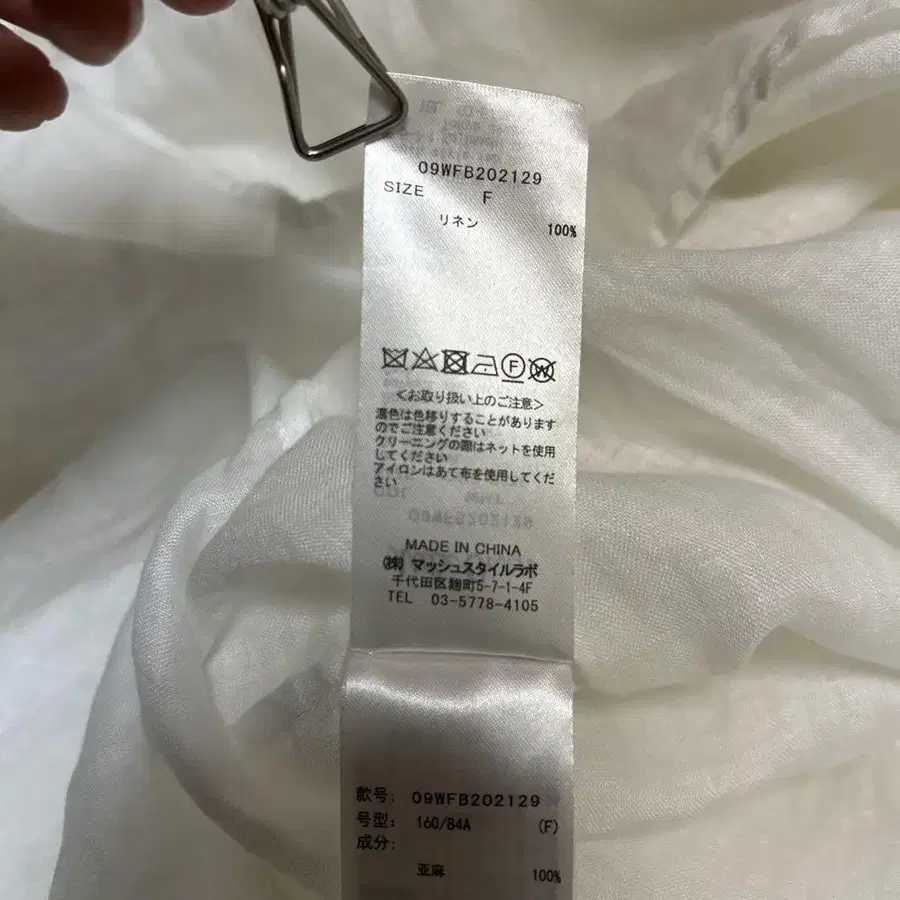 09WFB202129
SIZE F
リネン 100%
<お取り扱い上のご注意>
濃色は色移りすることがあります
のでご注意ください
クリーニングの際はネットを使用
してください
アイロンはあて布を使用してくだ
さい
MADE IN CHINA
㈱ マッシュスタイルラボ
千代田区麹町5-7-1-4F
TEL 03-5778-4105
款号: 09WFB202129
号型: 160/84A (F)
成分:
亚麻 100%